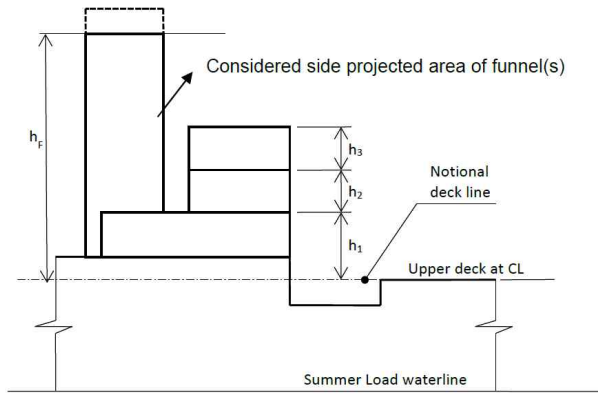 Considered side projected area of funnel(s)
hF
h3
h2
h1
Notional
deck line
Upper deck at CL
Summer Load waterline